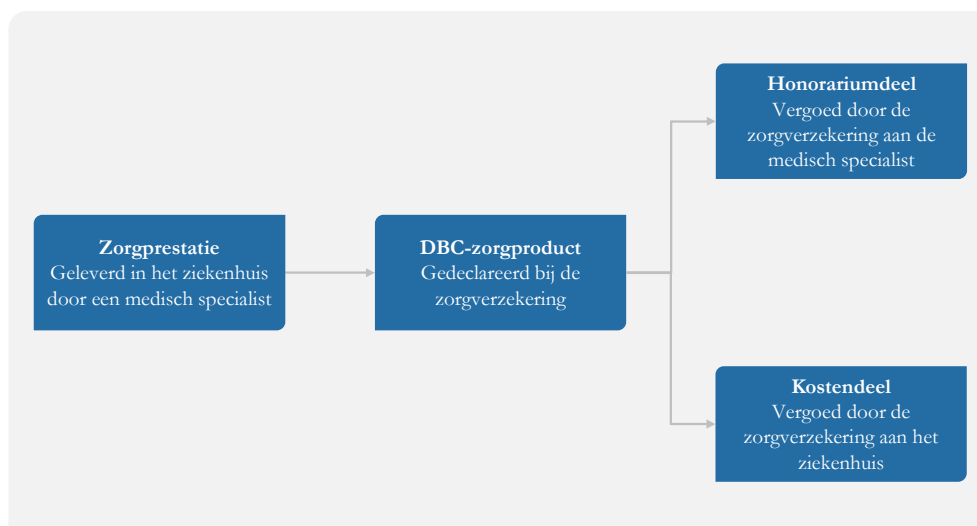 Zorgprestatie
Geleverd in het ziekenhuis
door een medisch specialist
DBC-zorgproduct
Gedeclareerd bij de
zorgverzekering
Honorariumdeel
Vergoed door de
zorgverzekering aan de
medisch specialist
Kostendeel
Vergoed door de
zorgverzekering aan het
ziekenhuis